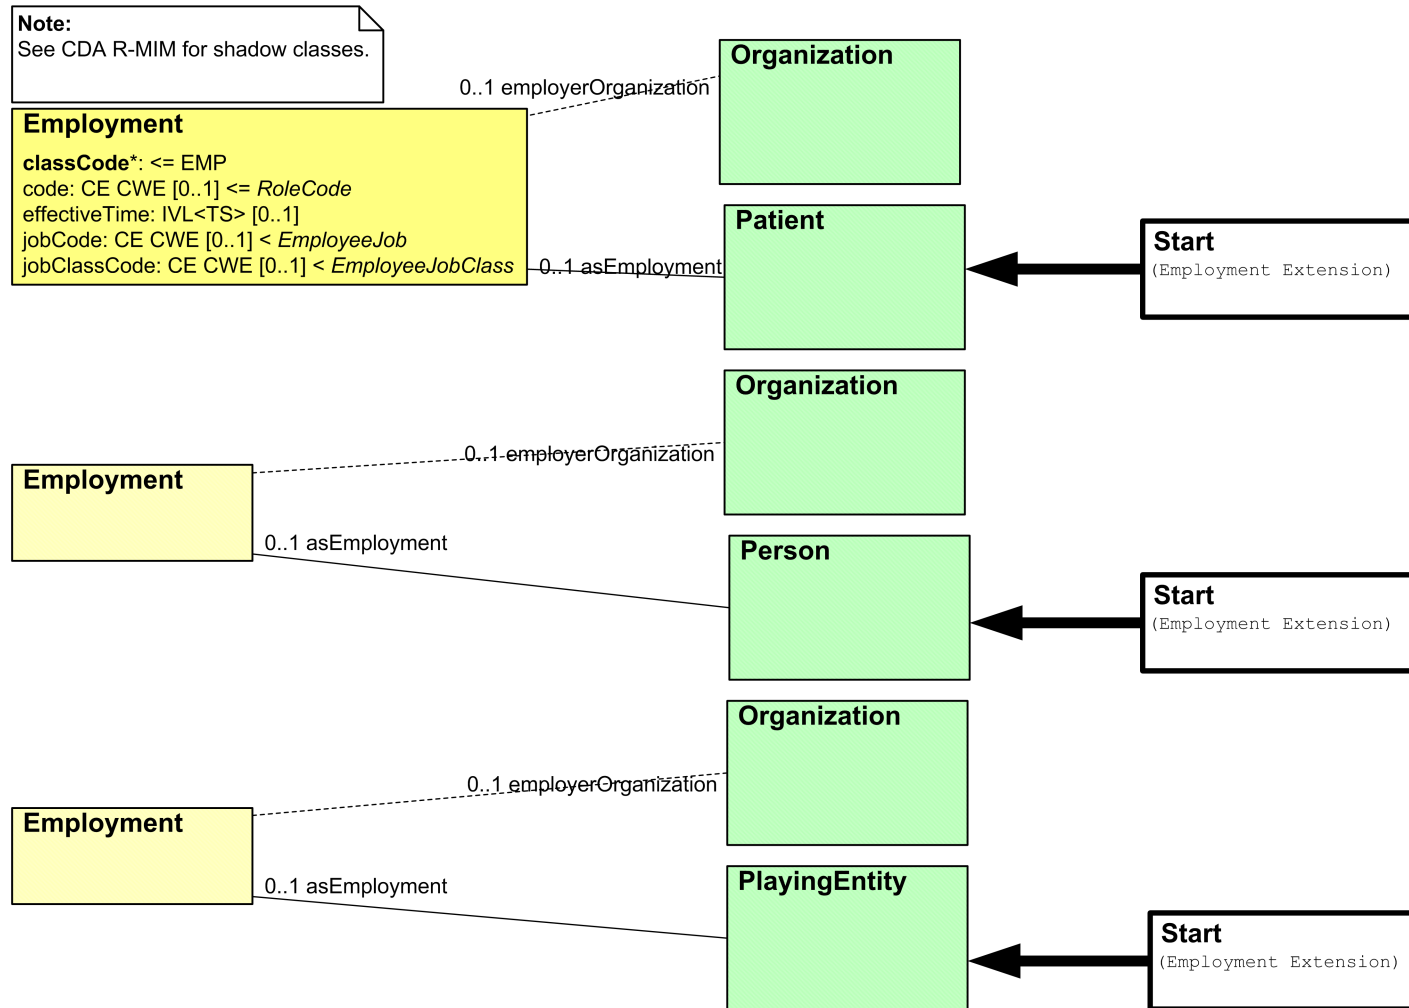 Note:
See CDA R-MIM for shadow classes.
Organization
0..1 employerOrganization
Employment
classCode*: <= EMP
code: CE CWE [0..1] <= RoleCode
effectiveTime: IVL<TS> [0..1]
jobCode: CE CWE [0..1] < EmployeeJob
jobClassCode: CE CWE [0..1] < EmployeeJobClass
0..1 asEmployment
Patient
Start
(Employment Extension)
Organization
0..1 employerOrganization
Employment
0..1 asEmployment
Person
Start
(Employment Extension)
Organization
0..1 employerOrganization
Employment
0..1 asEmployment
PlayingEntity
Start
(Employment Extension)